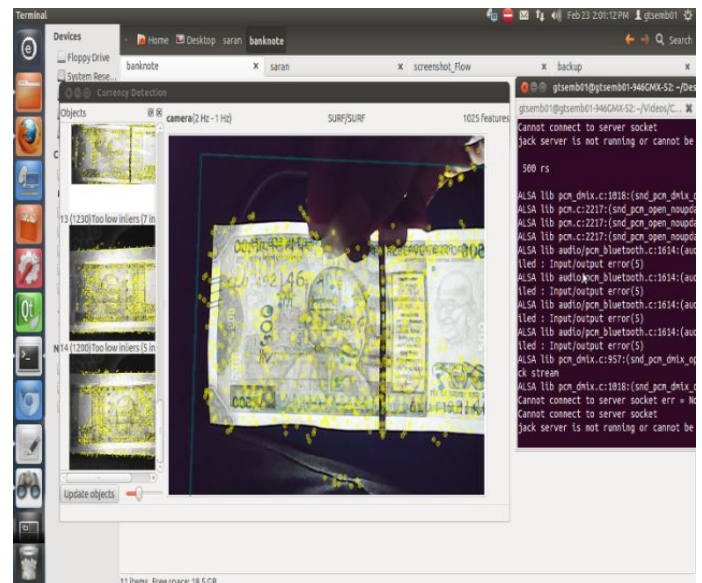 Terminal
Feb 23 2:01:12 PM gtsemb01
Devices
Home Desktop saran banknote
Search
Floppy Drive
System Rese...
banknote x saran x screenshot_Flow x backup x
Currency Detection
gtsemb01@gtsemb01-946GMX-S2: ~/Des
gtsemb01@gtsemb01-946GMX-S2: ~/Videos/C...
Objects
camera(2 Hz - 1 Hz) SURF/SURF 1025 features
13 (1230)Too low inliers (7 in
14 (1200)Too low inliers (5 in
Update objects
500
Cannot connect to server socket
jack server is not running or cannot be
500 rs
ALSA lib pcm_dmix.c:1018:(snd_pcm_dmix_o
ALSA lib pcm.c:2217:(snd_pcm_open_noupda
ALSA lib pcm.c:2217:(snd_pcm_open_noupda
ALSA lib pcm.c:2217:(snd_pcm_open_noupda
ALSA lib audio/pcm_bluetooth.c:1614:(aud
iled : Input/output error(5)
ALSA lib audio/pcm_bluetooth.c:1614:(aud
iled : Input/output error(5)
ALSA lib audio/pcm_bluetooth.c:1614:(aud
iled : Input/output error(5)
ALSA lib audio/pcm_bluetooth.c:1614:(aud
iled : Input/output error(5)
ALSA lib pcm_dmix.c:957:(snd_pcm_dmix_op
ck stream
ALSA lib pcm_dmix.c:1018:(snd_pcm_dmix_o
Cannot connect to server socket err = No
Cannot connect to server socket
jack server is not running or cannot be
11 items, Free space: 18.5 GB